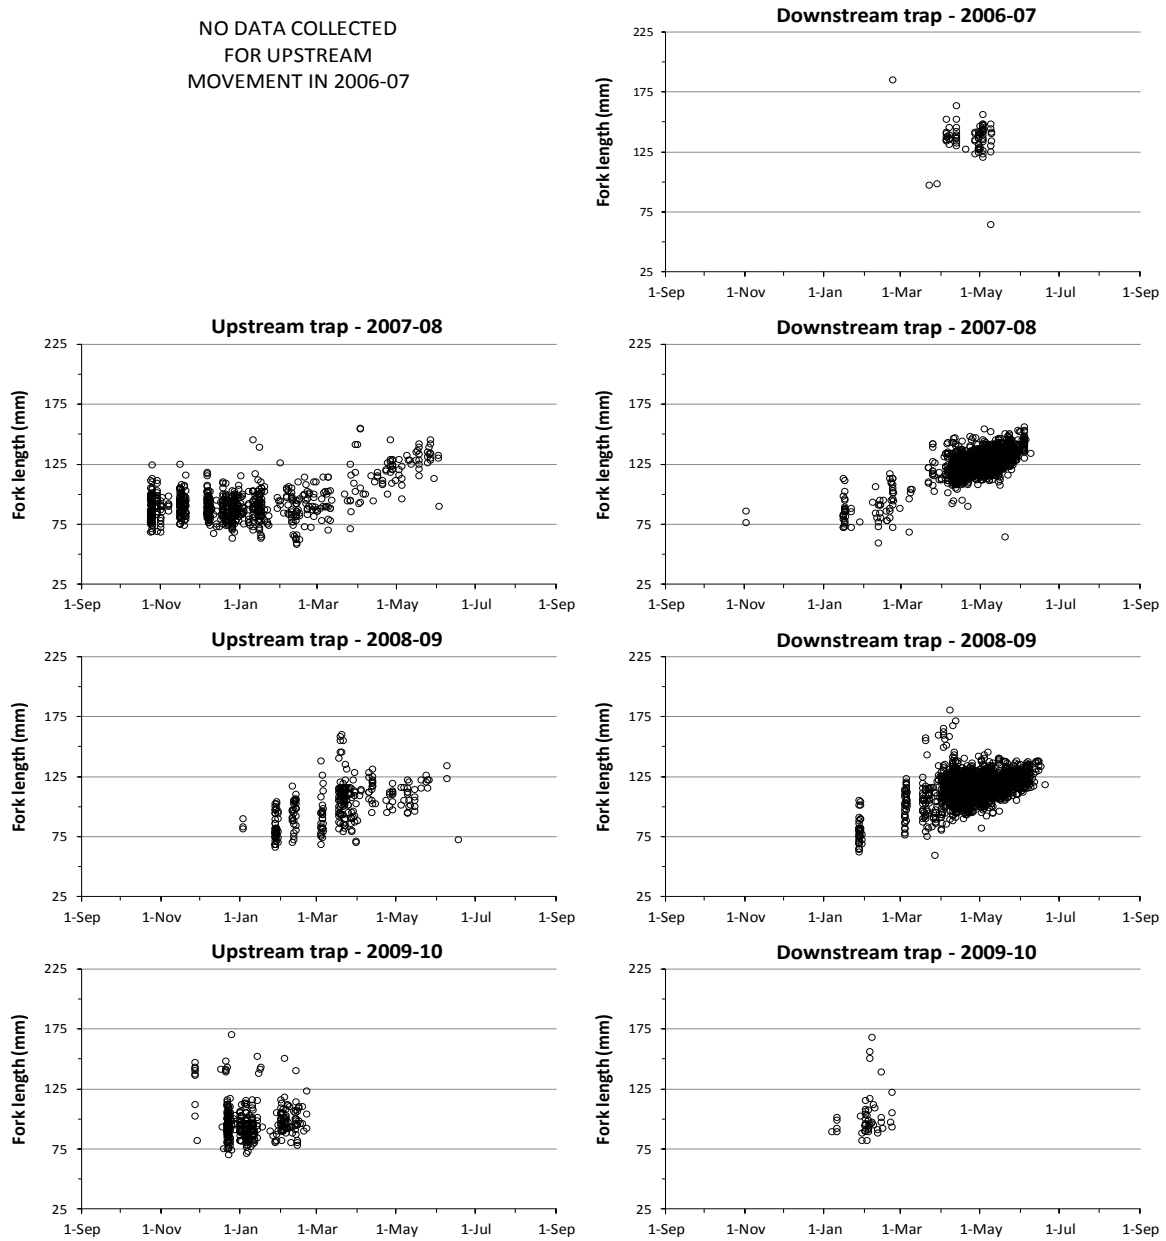 NO DATA COLLECTED
FOR UPSTREAM
MOVEMENT IN 2006-07
Downstream trap - 2006-07
Fork length (mm)
225
175
125
75
25
1-Sep 1-Nov 1-Jan 1-Mar 1-May 1-Jul 1-Sep
Upstream trap - 2007-08
Fork length (mm)
225
175
125
75
25
1-Sep 1-Nov 1-Jan 1-Mar 1-May 1-Jul 1-Sep
Downstream trap - 2007-08
Fork length (mm)
225
175
125
75
25
1-Sep 1-Nov 1-Jan 1-Mar 1-May 1-Jul 1-Sep
Upstream trap - 2008-09
Fork length (mm)
225
175
125
75
25
1-Sep 1-Nov 1-Jan 1-Mar 1-May 1-Jul 1-Sep
Downstream trap - 2008-09
Fork length (mm)
225
175
125
75
25
1-Sep 1-Nov 1-Jan 1-Mar 1-May 1-Jul 1-Sep
Upstream trap - 2009-10
Fork length (mm)
225
175
125
75
25
1-Sep 1-Nov 1-Jan 1-Mar 1-May 1-Jul 1-Sep
Downstream trap - 2009-10
Fork length (mm)
225
175
125
75
25
1-Sep 1-Nov 1-Jan 1-Mar 1-May 1-Jul 1-Sep